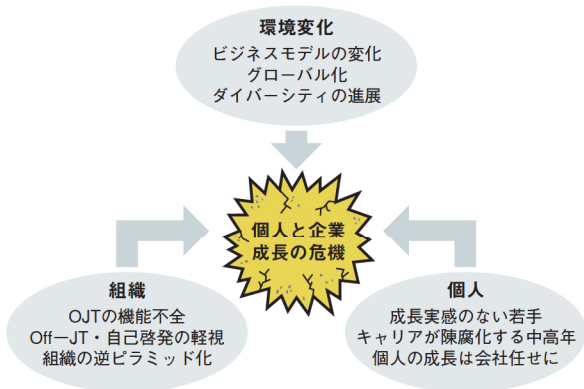 環境変化
ビジネスモデルの変化
グローバル化
ダイバーシティの進展
個人と企業
成長の危機
組織
OJTの機能不全
Off―JT・自己啓発の軽視
組織の逆ピラミッド化
個人
成長実感のない若手
キャリアが陳腐化する中高年
個人の成長は会社任せに